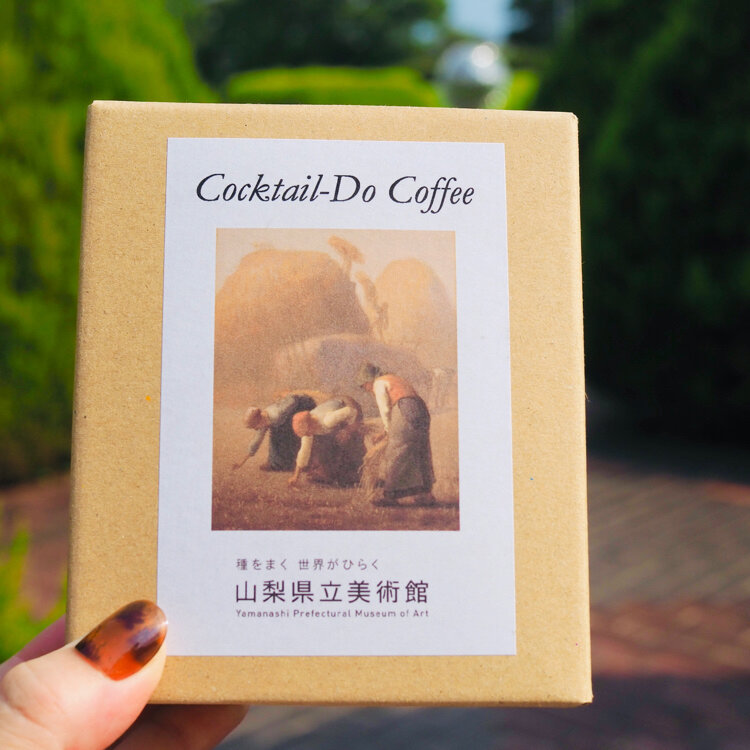 Cocktail-Do Coffee
種をまく 世界がひらく
山梨県立美術館
Yamanashi Prefectural Museum of Art